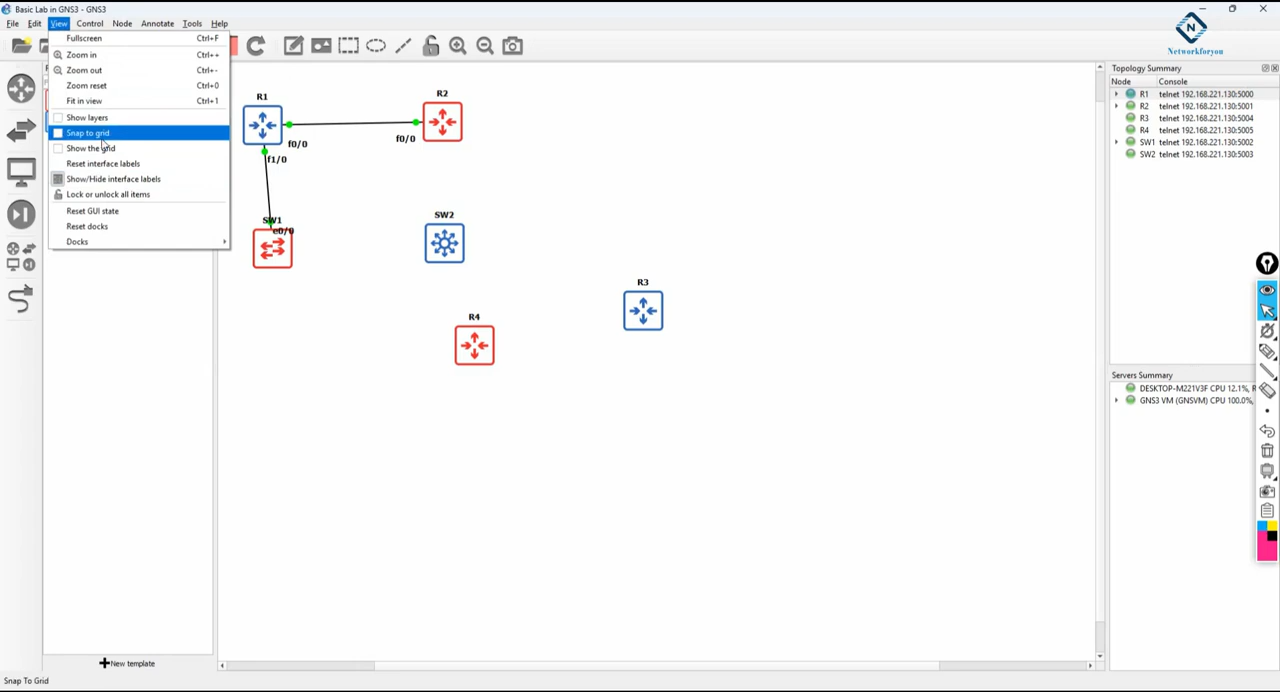 Basic Lab in GNS3 - GNS3
File Edit View Control Node Annotate Tools Help
N
Networkforyou
Fullscreen Ctrl+F
Zoom in Ctrl++
Zoom out Ctrl+-
Zoom reset Ctrl+0
Fit in view Ctrl+1
Show layers
Snap to grid
Show the grid
Reset interface labels
Show/Hide interface labels
Lock or unlock all items
Reset GUI state
Reset docks
Docks
R1
R2
f0/0
f0/0
f1/0
SW1
e0/0
SW2
R3
R4
Topology Summary
Node Console
R1 telnet 192.168.221.130:5000
R2 telnet 192.168.221.130:5001
R3 telnet 192.168.221.130:5004
R4 telnet 192.168.221.130:5005
SW1 telnet 192.168.221.130:5002
SW2 telnet 192.168.221.130:5003
Servers Summary
DESKTOP-M221V3F CPU 12.1%, R
GNS3 VM (GNSVM) CPU 100.0%,
New template
Snap To Grid